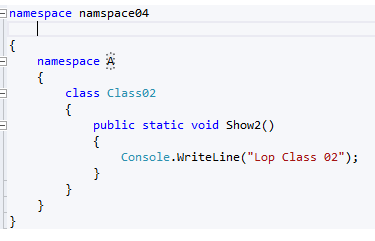 namespace namspace04
{
namespace A
{
class Class02
{
public static void Show2()
{
Console.WriteLine("Lop Class 02");
}
}
}
}